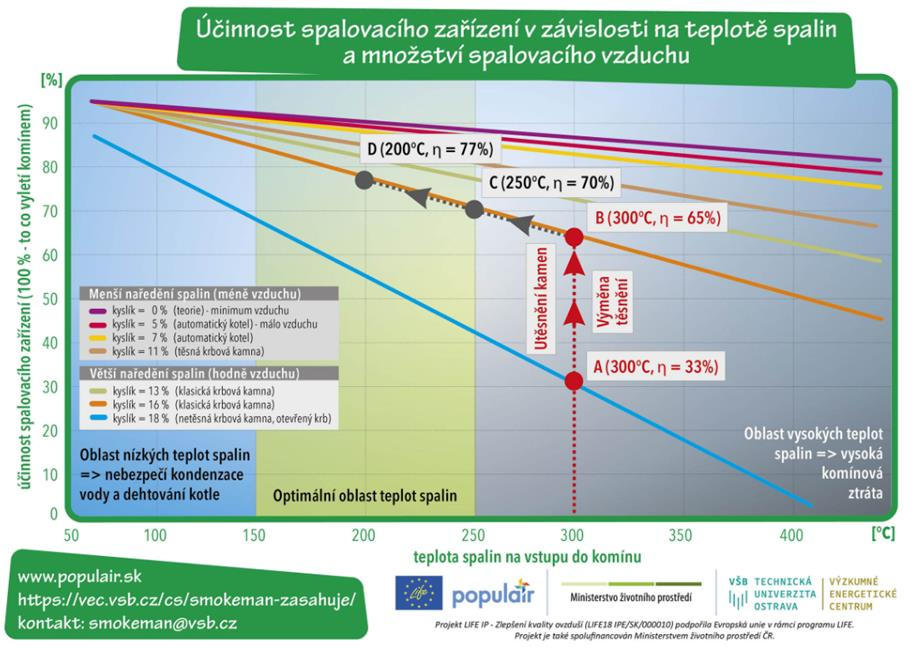 Účinnost spalovacího zařízení v závislosti na teplotě spalin
a množství spalovacího vzduchu
[%]
účinnost spalovacího zařízení (100 % - to co vyletí komínem)
90
80
70
60
50
40
30
20
10
0
D (200°C, η = 77%)
C (250°C, η = 70%)
B (300°C, η = 65%)
Utěsnění kamen
Výměna
těsnění
A (300°C, η = 33%)
Menší naředění spalin (méně vzduchu)
kyslík = 0 % (teorie) - minimum vzduchu
kyslík = 5 % (automatický kotel) - málo vzduchu
kyslík = 7 % (automatický kotel)
kyslík = 11 % (těsná krbová kamna)
Větší naředění spalin (hodně vzduchu)
kyslík = 13 % (klasická krbová kamna)
kyslík = 16 % (klasická krbová kamna)
kyslík = 18 % (netěsná krbová kamna, otevřený krb)
Oblast nízkých teplot spalin
=> nebezpečí kondenzace
vody a dehtování kotle
Optimální oblast teplot spalin
Oblast vysokých teplot
spalin => vysoká
komínová
ztráta
50 100 150 200 250 300 350 400 [°C]
teplota spalin na vstupu do komínu
www.populair.sk
https://vec.vsb.cz/cs/smokeman-zasahuje/
kontakt: smokeman@vsb.cz
Life
populair
Ministerstvo životního prostředí
VŠB TECHNICKÁ
UNIVERZITA
OSTRAVA
VÝZKUMNÉ
ENERGETICKÉ
CENTRUM
Projekt LIFE IP - Zlepšení kvality ovzduší (LIFE18 IPE/SK/000010) podpořila Evropská unie v rámci programu LIFE.
Projekt je také spolufinancován Ministerstvem životního prostředí ČR.